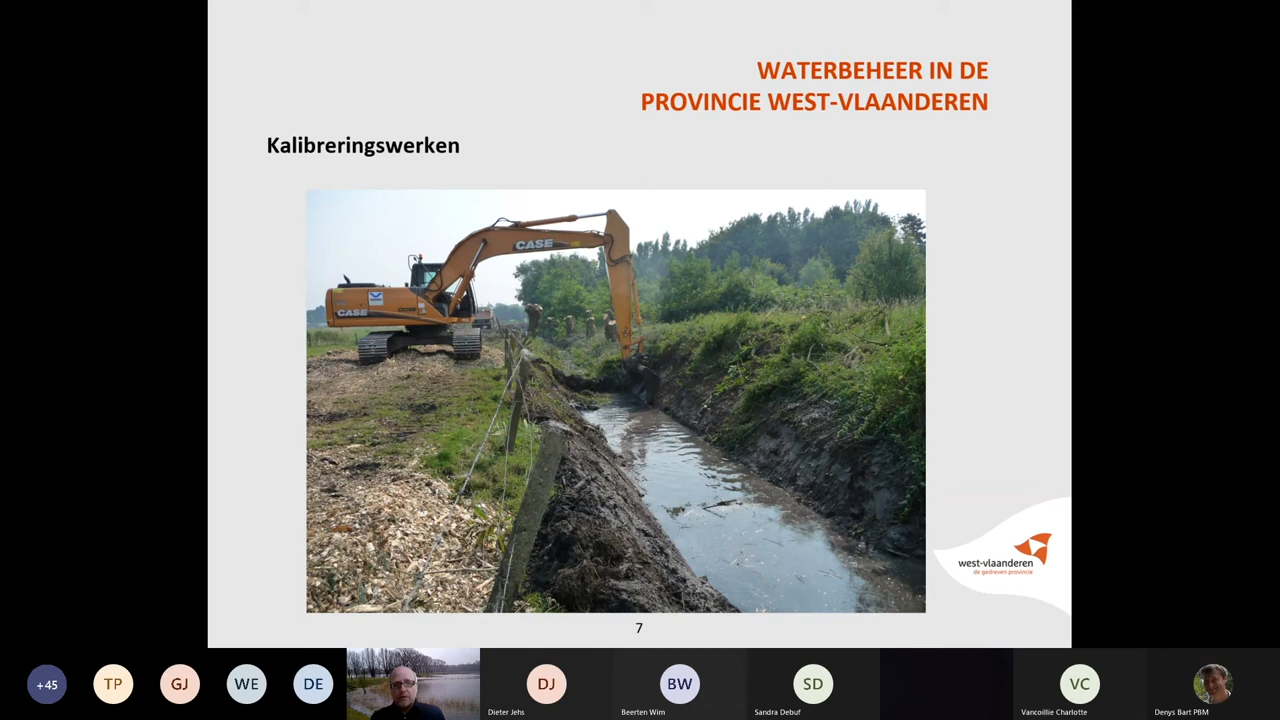 WATERBEHEER IN DE
PROVINCIE WEST-VLAANDEREN
Kalibreringswerken
CASE
CASE
west-vlaanderen
de gedreven provincie
7
+45
TP
GJ
WE
DE
DJ
BW
SD
VC
Dieter Jehs
Beerten Wim
Sandra Debuf
Vancoillie Charlotte
Denys Bart PBM